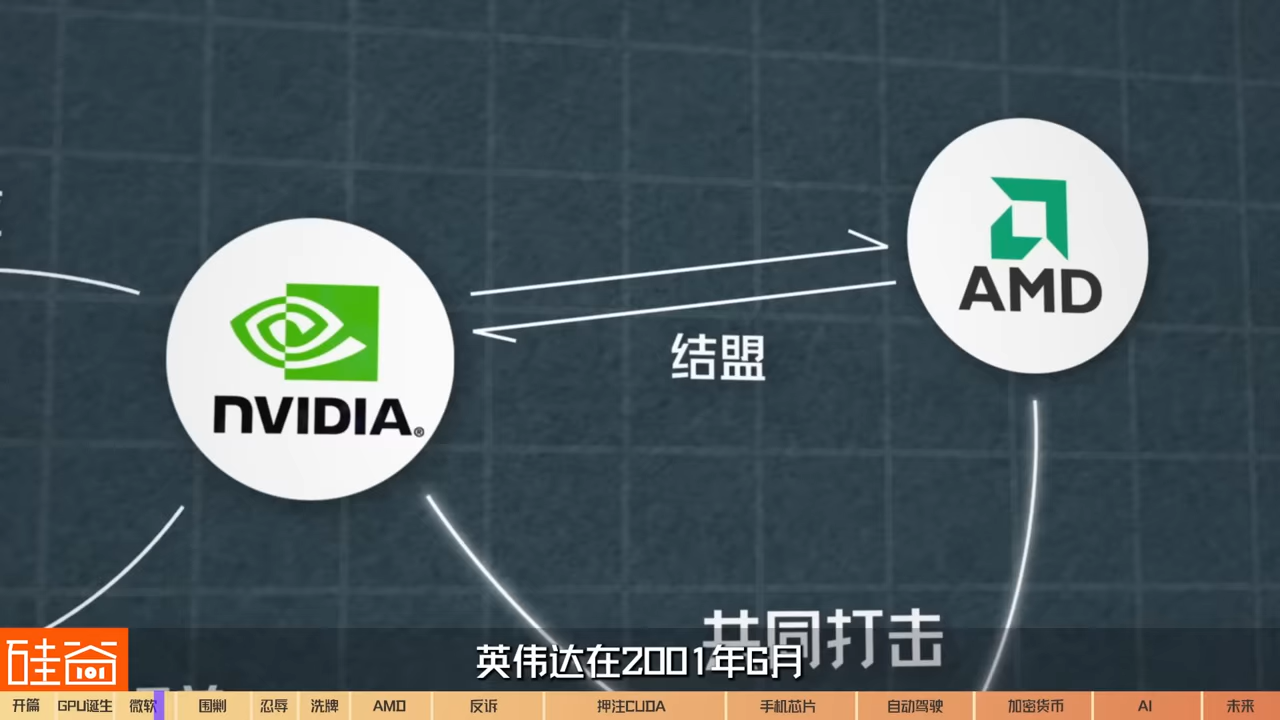 AMD
nVIDIA®
结盟
共同打击
英伟达在2001年6月
硅谷
101
开篇
GPU诞生
微软
围剿
忍辱
洗牌
AMD
反诉
押注CUDA
手机芯片
自动驾驶
加密货币
AI
未来